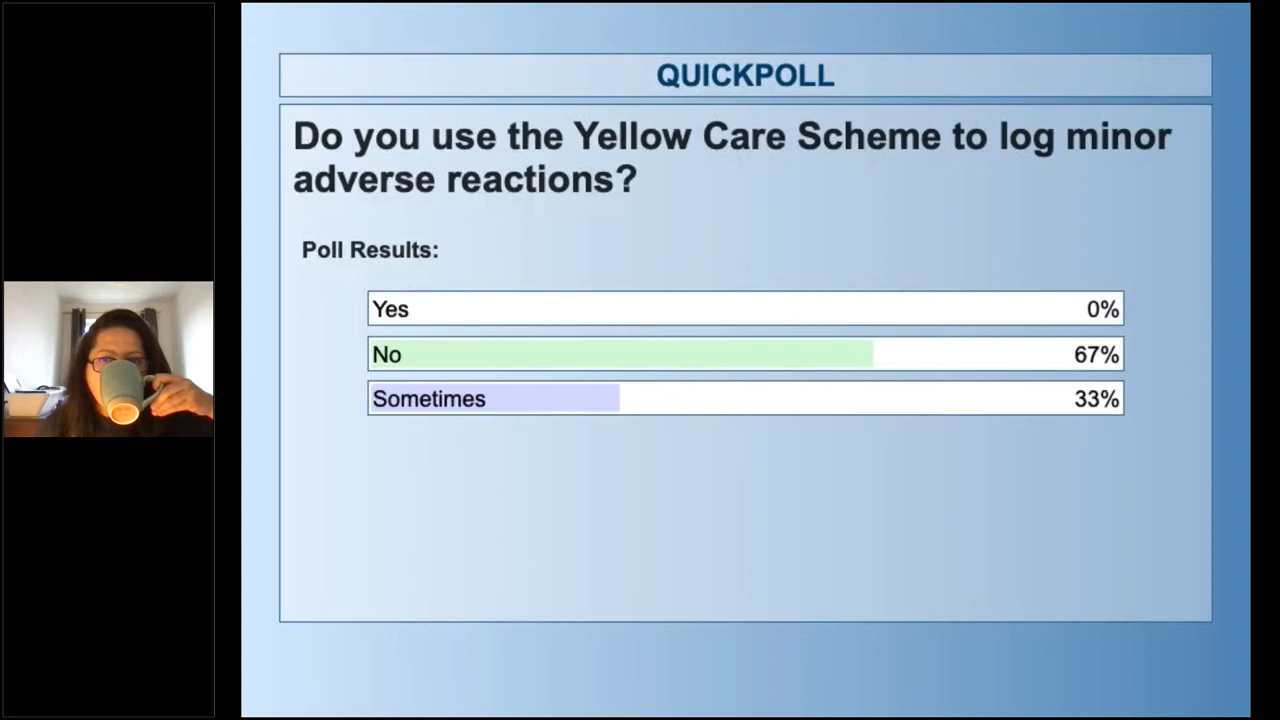 QUICKPOLL
Do you use the Yellow Care Scheme to log minor
adverse reactions?
Poll Results:
Yes 0%
No 67%
Sometimes 33%